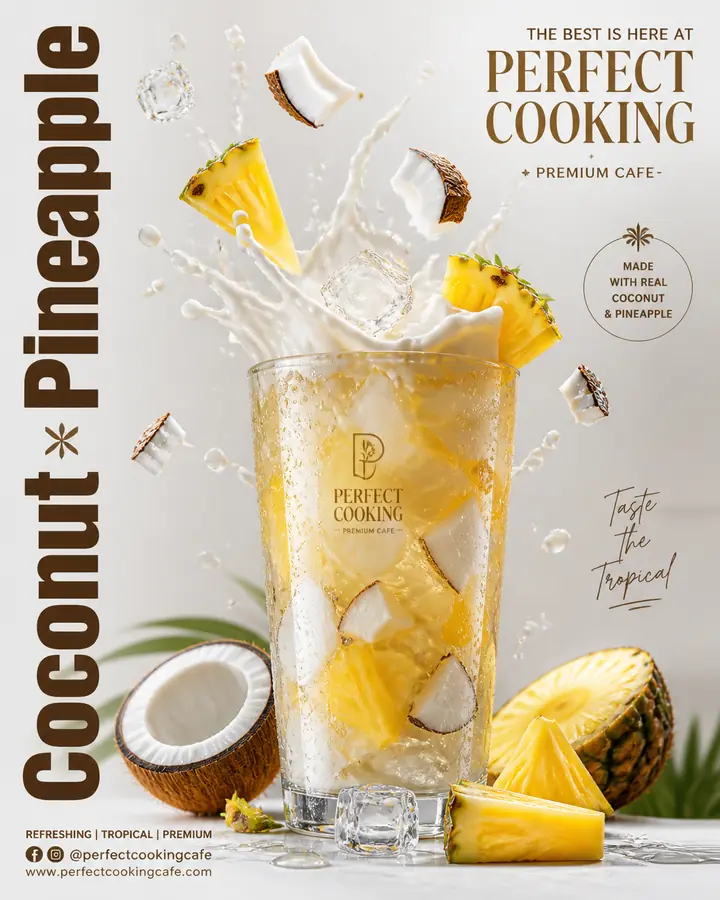 Coconut * Pineapple
THE BEST IS HERE AT
PERFECT
COOKING
PREMIUM CAFE-
MADE
WITH REAL
COCONUT
& PINEAPPLE
PERFECT
COOKING
— PREMIUM CAFE —
Taste
the
Tropical
REFRESHING | TROPICAL | PREMIUM
@perfectcookingcafe
www.perfectcookingcafe.com